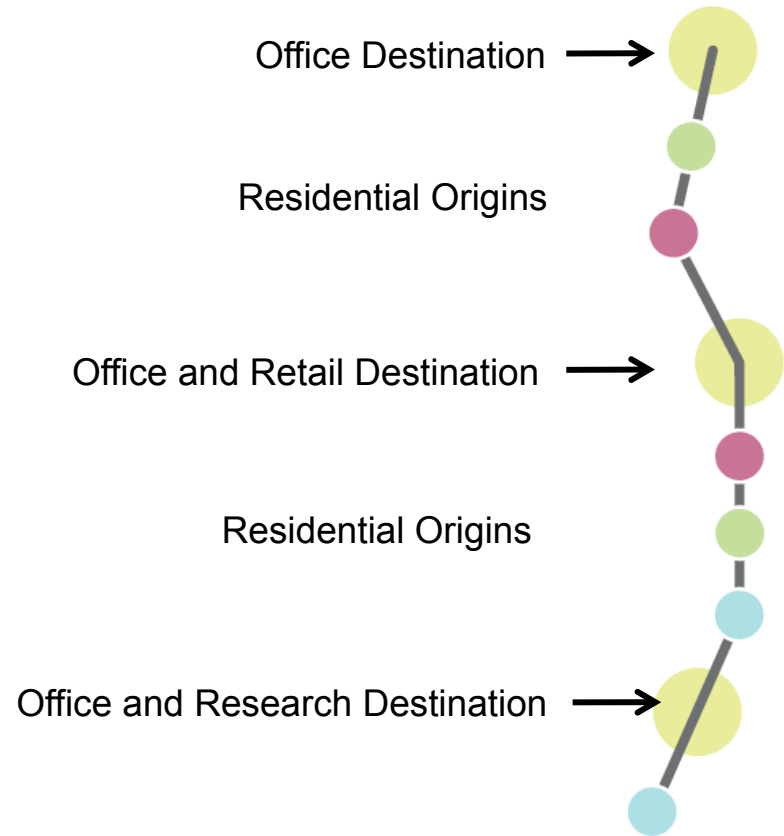 Office Destination
Residential Origins
Office and Retail Destination
Residential Origins
Office and Research Destination